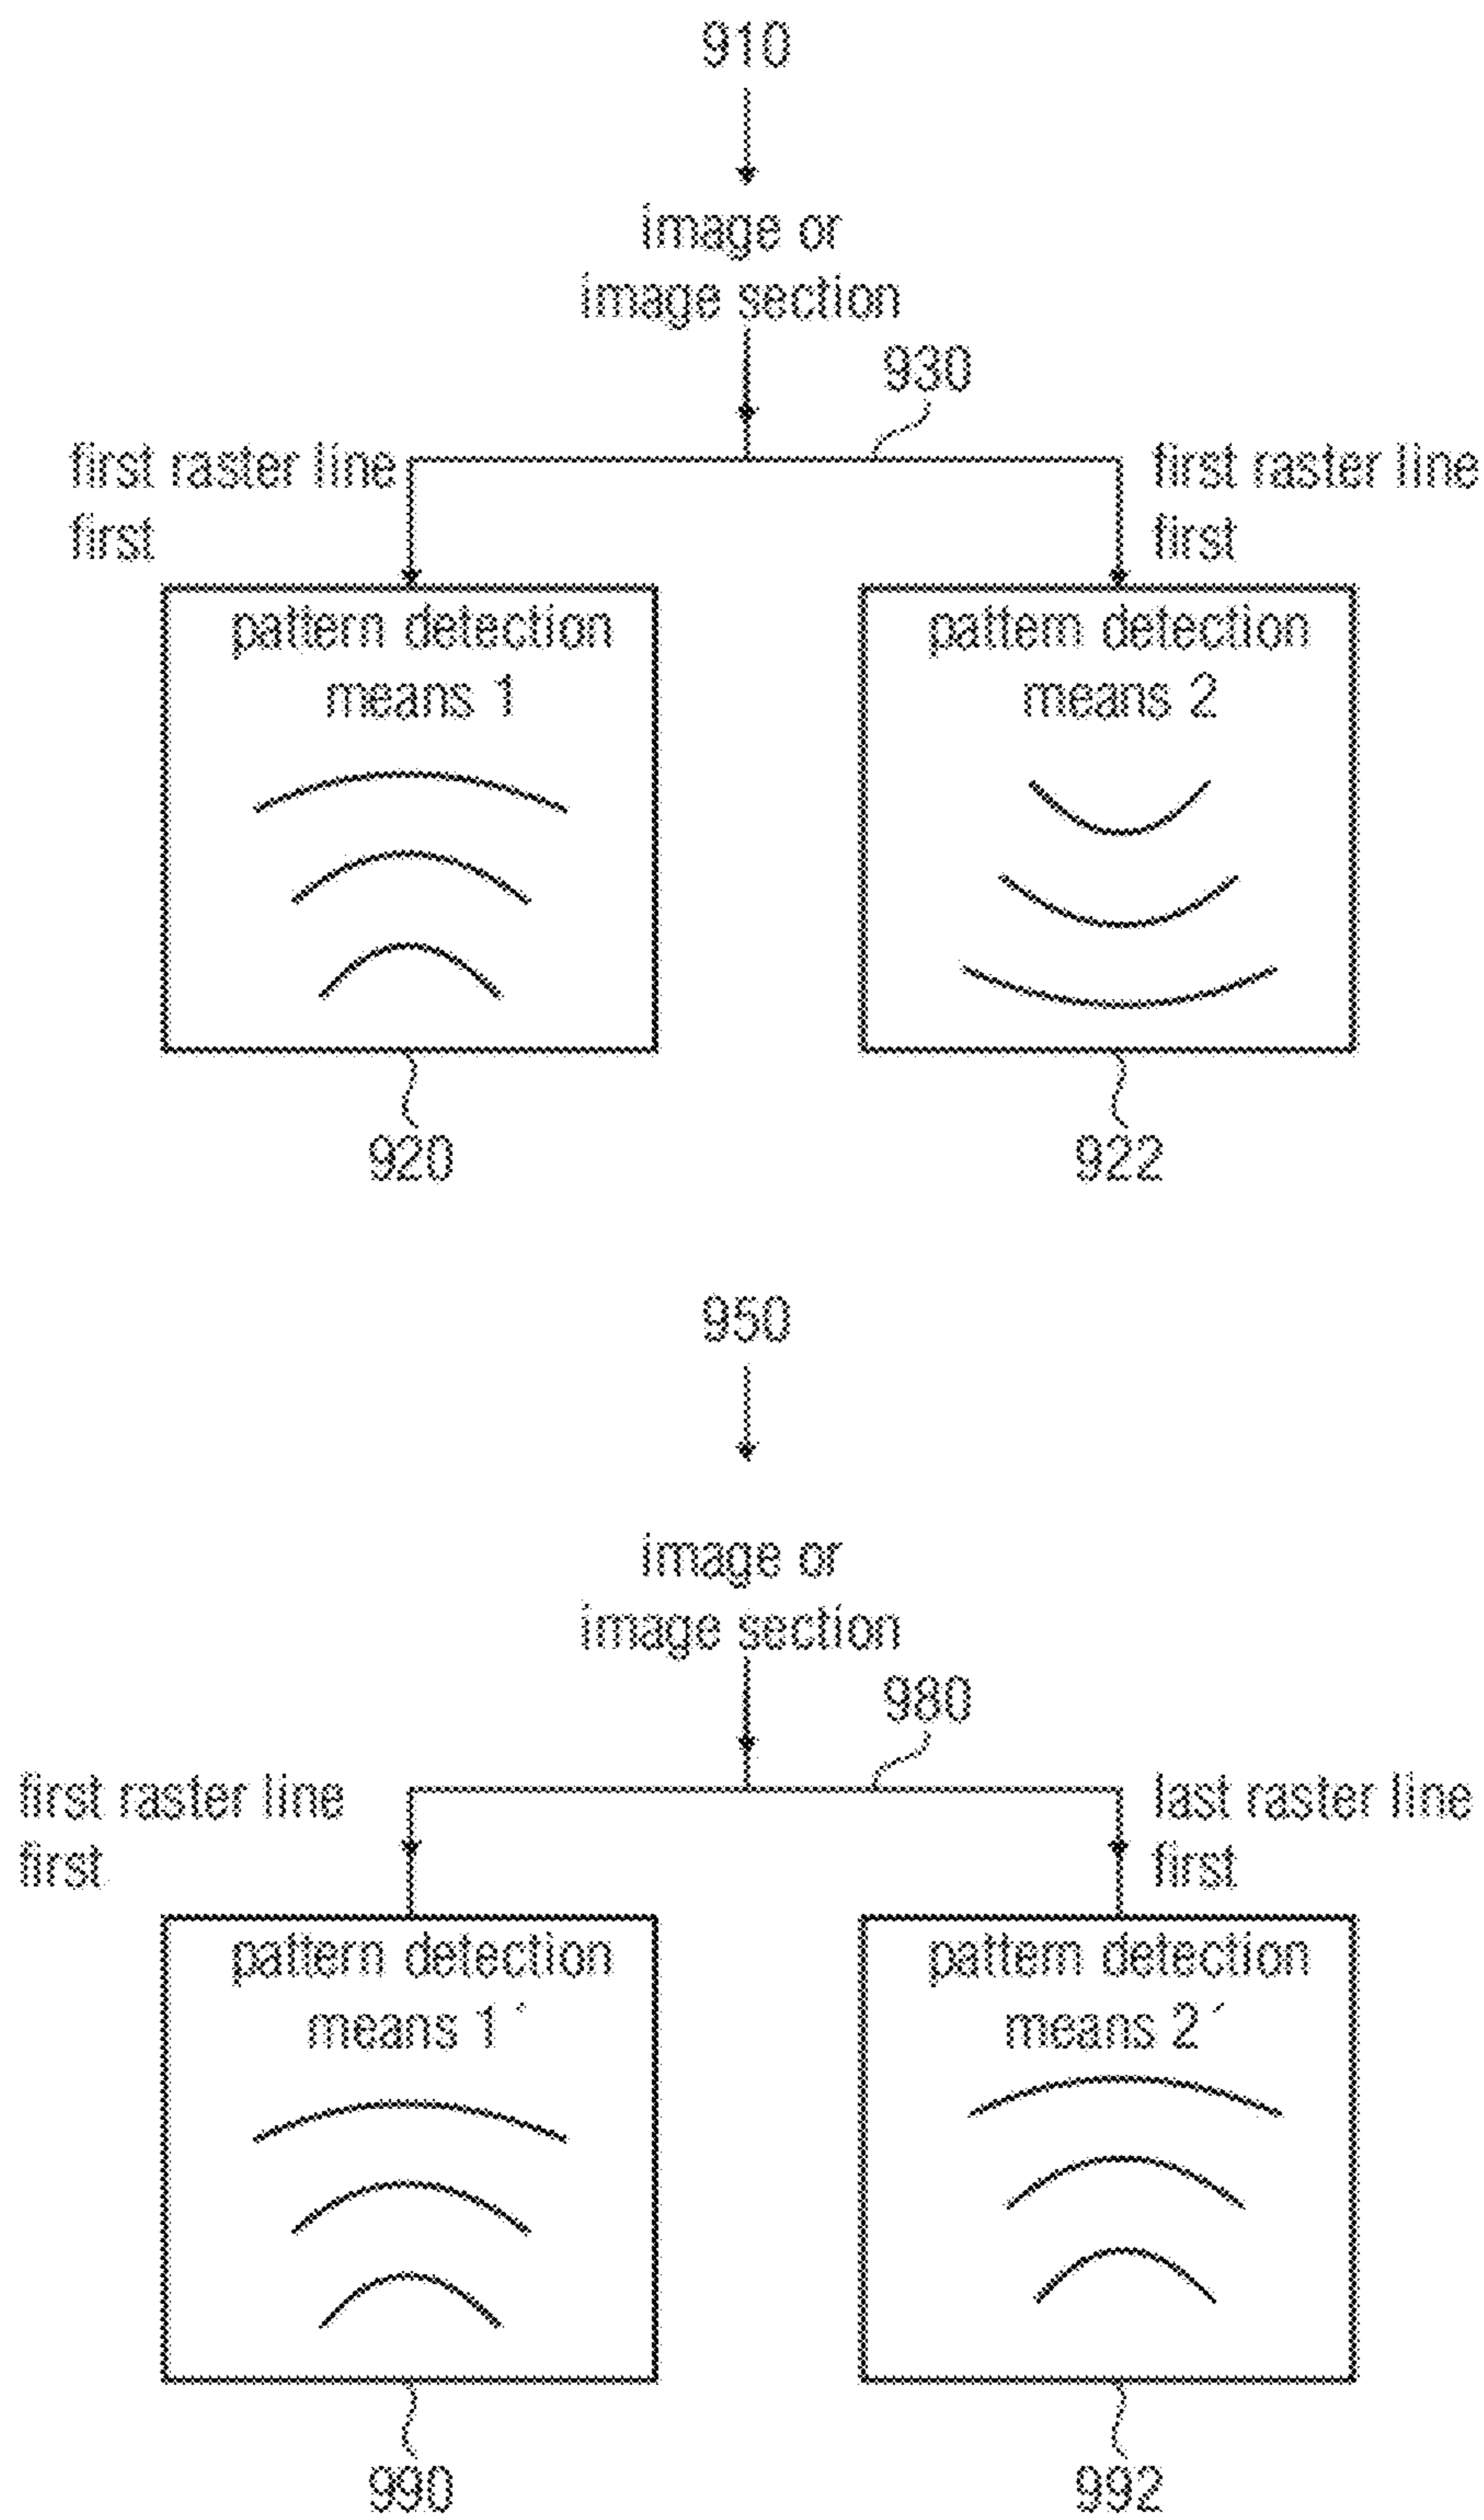 910
image or
image section
930
first raster line
first
first raster line
first
pattern detection
means 1
pattern detection
means 2
920
922
950
image or
image section
980
first raster line
first
last raster line
first
pattern detection
means 1´
pattern detection
means 2´
990
992